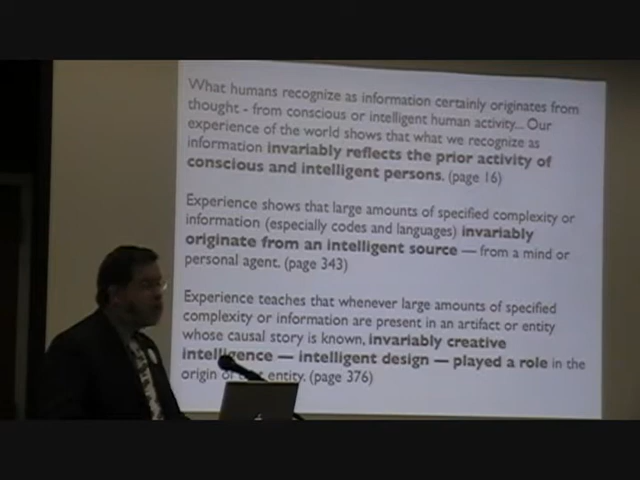 What humans recognize as information certainly originates from
thought - from conscious or intelligent human activity... Our
experience of the world shows that what we recognize as
information invariably reflects the prior activity of
conscious and intelligent persons. (page 16)
Experience shows that large amounts of specified complexity or
information (especially codes and languages) invariably
originate from an intelligent source — from a mind or
personal agent. (page 343)
Experience teaches that whenever large amounts of specified
complexity or information are present in an artifact or entity
whose causal story is known, invariably creative
intelligence — intelligent design — played a role in the
origin of entity. (page 376)